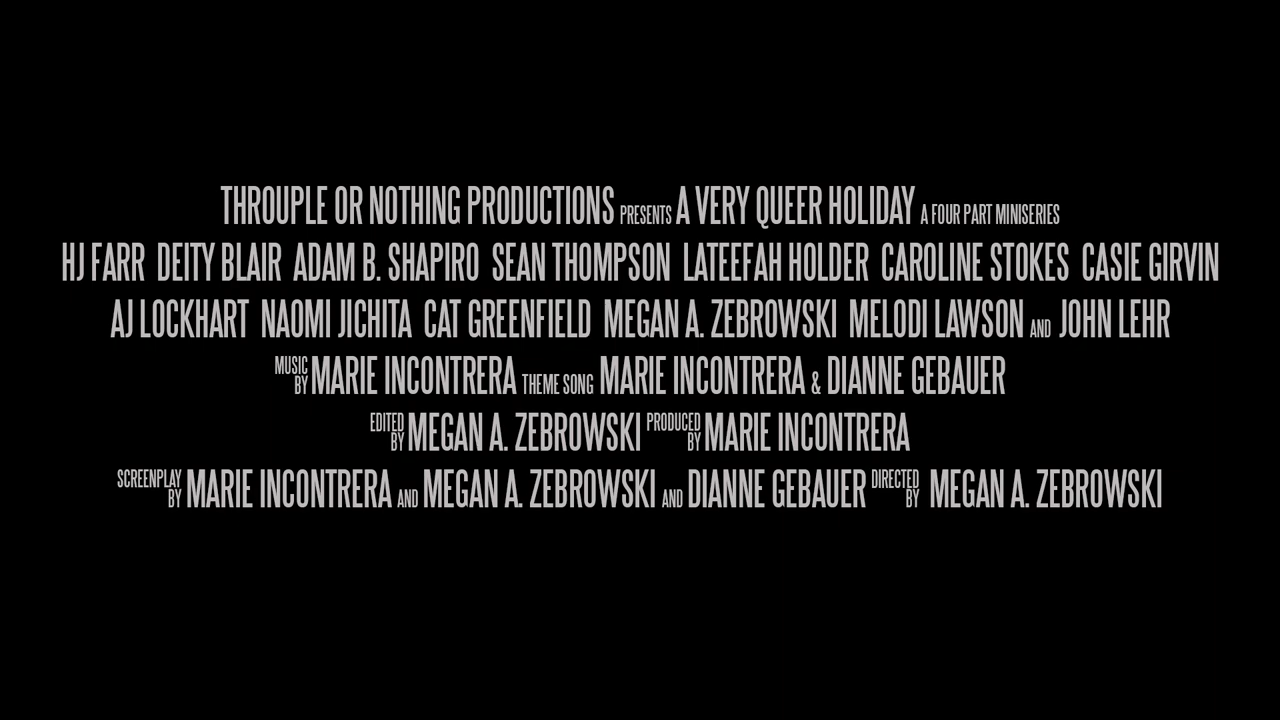 THROUPLE OR NOTHING PRODUCTIONS PRESENTS A VERY QUEER HOLIDAY A FOUR PART MINISERIES
HJ FARR DEITY BLAIR ADAM B. SHAPIRO SEAN THOMPSON LATEEFAH HOLDER CAROLINE STOKES CASIE GIRVIN
AJ LOCKHART NAOMI JICHITA CAT GREENFIELD MEGAN A. ZEBROWSKI MELODI LAWSON AND JOHN LEHR
MUSIC BY MARIE INCONTRERA THEME SONG MARIE INCONTRERA & DIANNE GEBAUER
EDITED BY MEGAN A. ZEBROWSKI PRODUCED BY MARIE INCONTRERA
SCREENPLAY BY MARIE INCONTRERA AND MEGAN A. ZEBROWSKI AND DIANNE GEBAUER DIRECTED BY MEGAN A. ZEBROWSKI